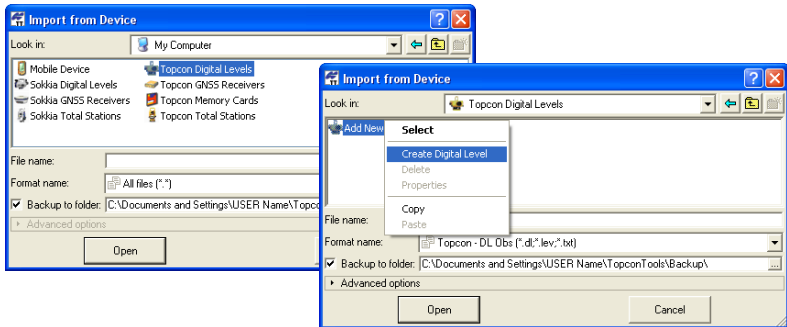 Import from Device
Look in: My Computer
Mobile Device
Topcon Digital Levels
Sokkia Digital Levels
Topcon GNSS Receivers
Sokkia GNSS Receivers
Topcon Memory Cards
Sokkia Total Stations
Topcon Total Stations
File name:
Format name: All files (*.*)
Backup to folder: C:\Documents and Settings\USER Name\Topco
Advanced options
Open
Import from Device
Look in: Topcon Digital Levels
Add New
Select
Create Digital Level
Delete
Properties
Copy
Paste
File name:
Format name: Topcon - DL Obs (*.dl;*.lev;*.txt)
Backup to folder: C:\Documents and Settings\USER Name\TopconTools\Backup\ ...
Advanced options
Open Cancel